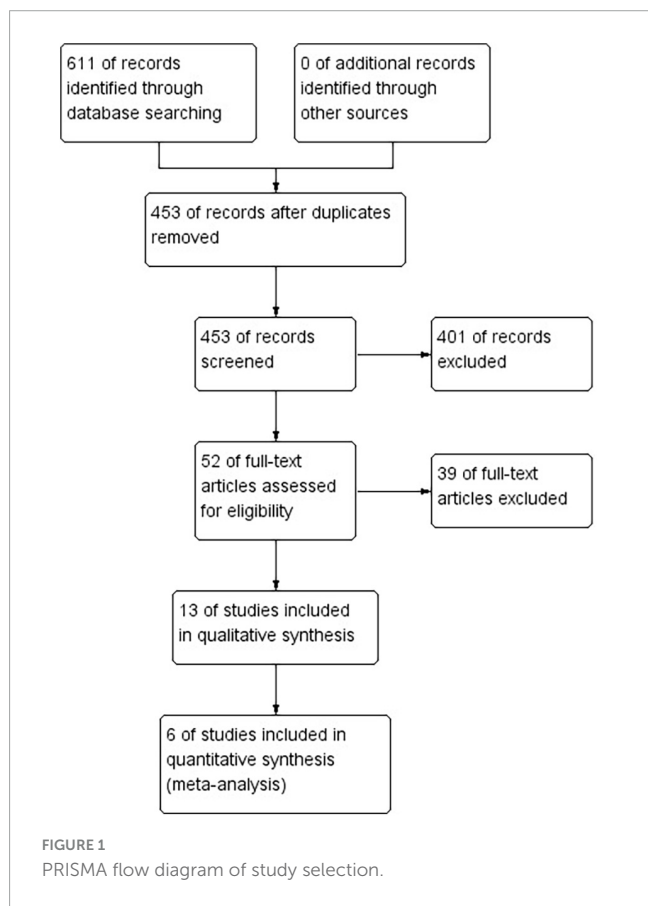 611 of records
identified through
database searching
0 of additional records
identified through
other sources
453 of records after duplicates
removed
453 of records
screened
401 of records
excluded
52 of full-text
articles assessed
for eligibility
39 of full-text
articles excluded
13 of studies included
in qualitative synthesis
6 of studies included in
quantitative synthesis
(meta-analysis)
FIGURE 1
PRISMA flow diagram of study selection.